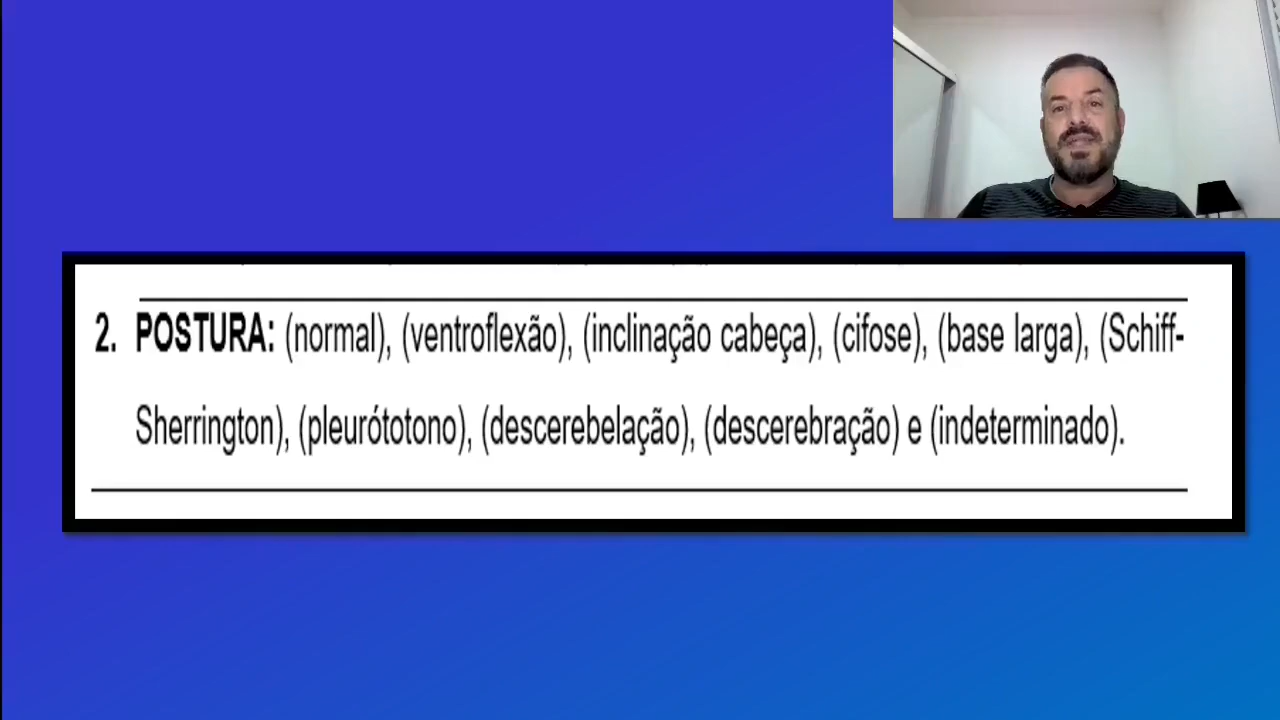 2. POSTURA: (normal), (ventroflexão), (inclinação cabeça), (cifose), (base larga), (Schiff-
Sherrington), (pleurótotono), (descerebelação), (descerebração) e (indeterminado).